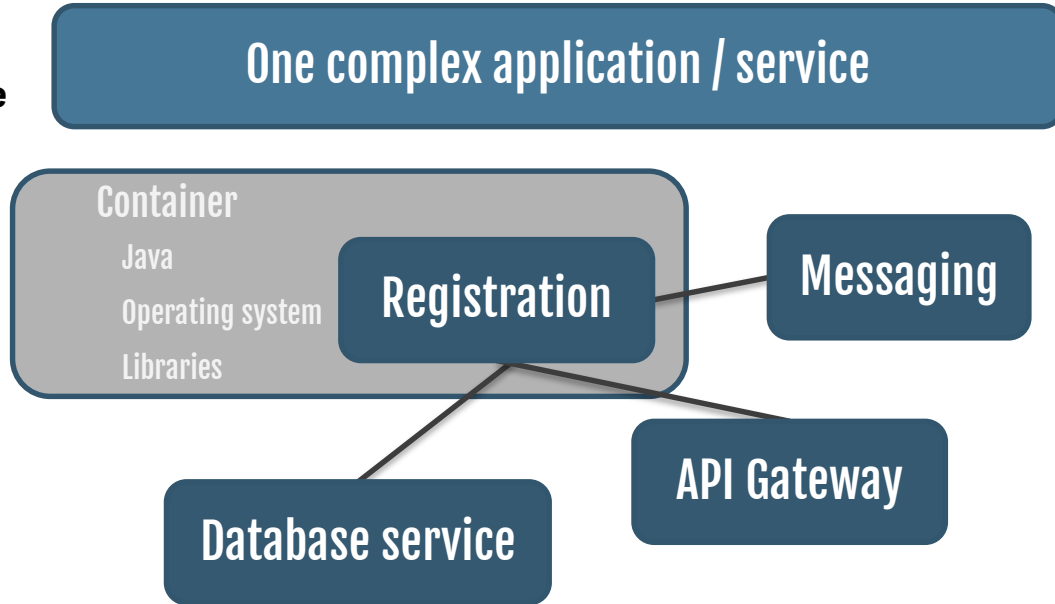 One complex application / service
e
Container
Java
Operating system
Libraries
Registration
Messaging
API Gateway
Database service